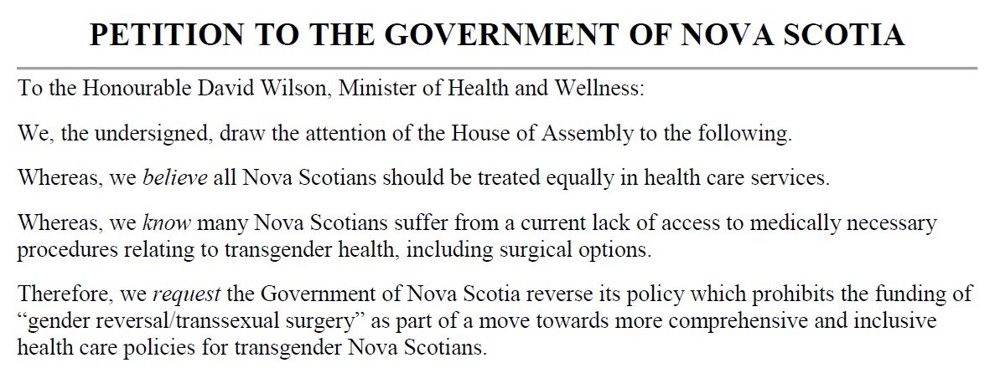 PETITION TO THE GOVERNMENT OF NOVA SCOTIA
To the Honourable David Wilson, Minister of Health and Wellness:
We, the undersigned, draw the attention of the House of Assembly to the following.
Whereas, we believe all Nova Scotians should be treated equally in health care services.
Whereas, we know many Nova Scotians suffer from a current lack of access to medically necessary
procedures relating to transgender health, including surgical options.
Therefore, we request the Government of Nova Scotia reverse its policy which prohibits the funding of
“gender reversal/transsexual surgery” as part of a move towards more comprehensive and inclusive
health care policies for transgender Nova Scotians.